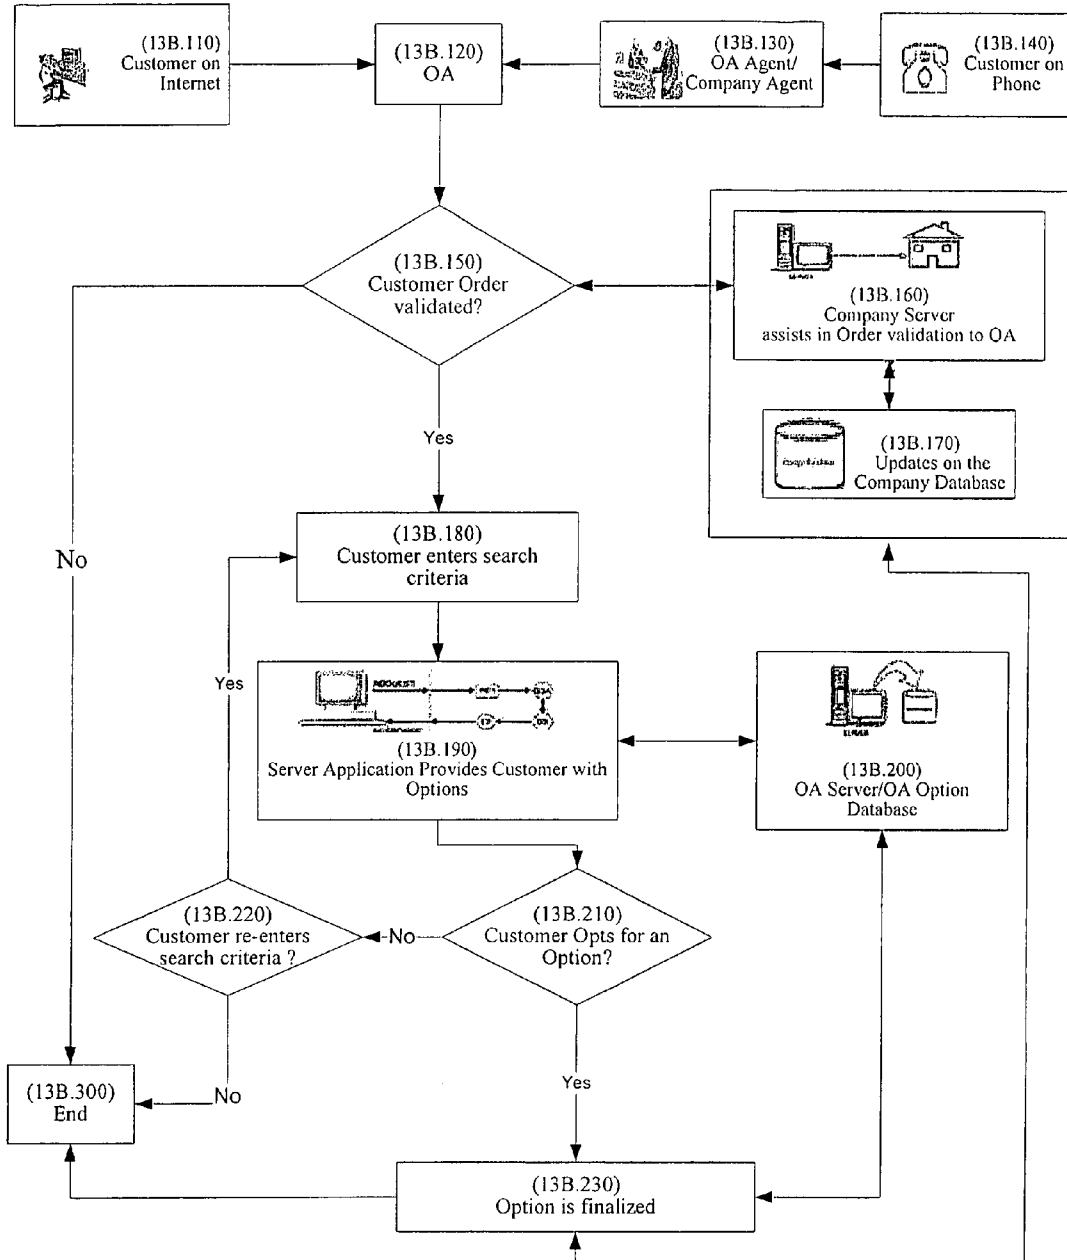 (13B.110)
Customer on
Internet
(13B.120)
OA
(13B.130)
OA Agent/
Company Agent
(13B.140)
Customer on
Phone
(13B.150)
Customer Order
validated?
(13B.160)
Company Server
assists in Order validation to OA
(13B.170)
Updates on the
Company Database
Yes
No
(13B.180)
Customer enters search
criteria
Yes
REQUEST
(13B.190)
Server Application Provides Customer with
Options
SERVER
(13B.200)
OA Server/OA Option
Database
(13B.210)
Customer Opts for an
Option?
No
(13B.220)
Customer re-enters
search criteria ?
No
Yes
(13B.300)
End
(13B.230)
Option is finalized